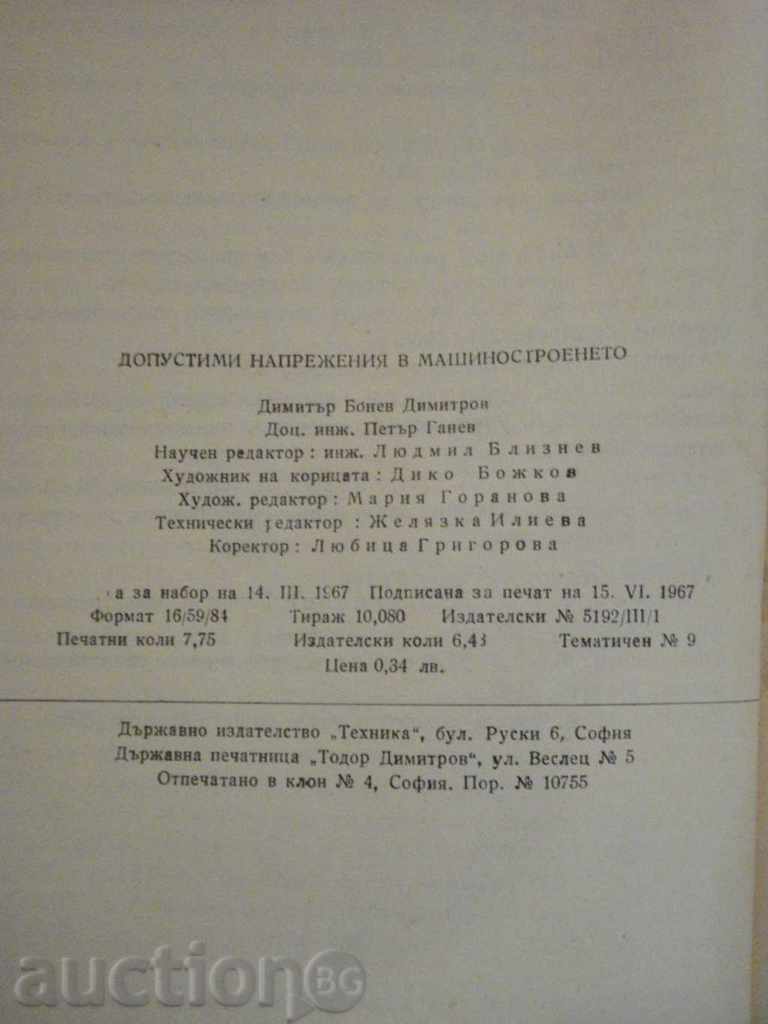 ДОПУСТИМИ НАПРЕЖЕНИЯ В МАШИНОСТРОЕНЕТО
Димитър Бонев Димитров
Доц. инж. Петър Ганев
Научен редактор : инж. Людмил Близнев
Художник на корицата : Дико Божков
Худож. редактор : Мария Горанова
Технически редактор : Желязка Илиева
Коректор : Любица Григорова
а за набор на 14. III. 1967 Подписана за печат на 15. VI. 1967
Формат 16/59/84 Тираж 10,080 Издателски № 5192/III/1
Печатни коли 7,75 Издателски коли 6,43 Тематичен № 9
Цена 0,34 лв.
Държавно издателство „Техника“, бул. Руски 6, София
Държавна печатница „Тодор Димитров“, ул. Веслец № 5
Отпечатано в клон № 4, София. Пор. № 10755
auctionBG